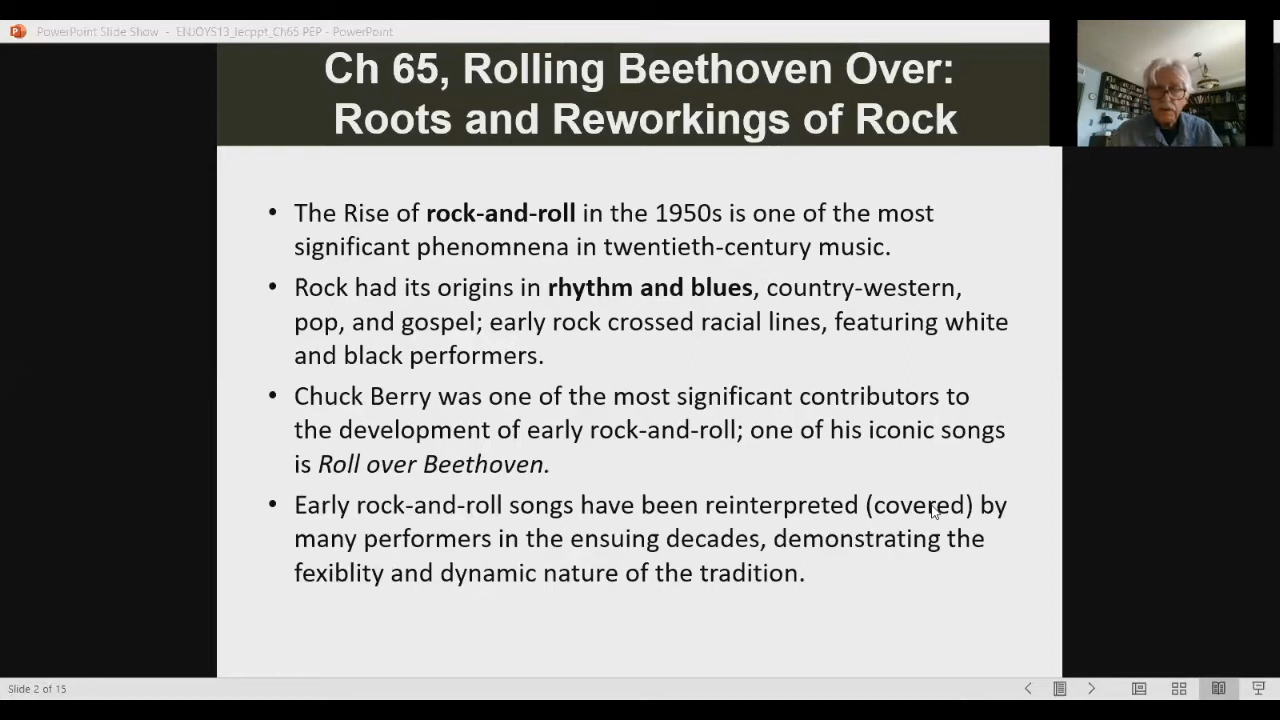 PowerPoint Slide Show - ENJOYS13_lecppt_Ch65 PEP - PowerPoint
Ch 65, Rolling Beethoven Over:
Roots and Reworkings of Rock
• The Rise of rock-and-roll in the 1950s is one of the most
significant phenomnena in twentieth-century music.
• Rock had its origins in rhythm and blues, country-western,
pop, and gospel; early rock crossed racial lines, featuring white
and black performers.
• Chuck Berry was one of the most significant contributors to
the development of early rock-and-roll; one of his iconic songs
is Roll over Beethoven.
• Early rock-and-roll songs have been reinterpreted (covered) by
many performers in the ensuing decades, demonstrating the
fexiblity and dynamic nature of the tradition.
Slide 2 of 15